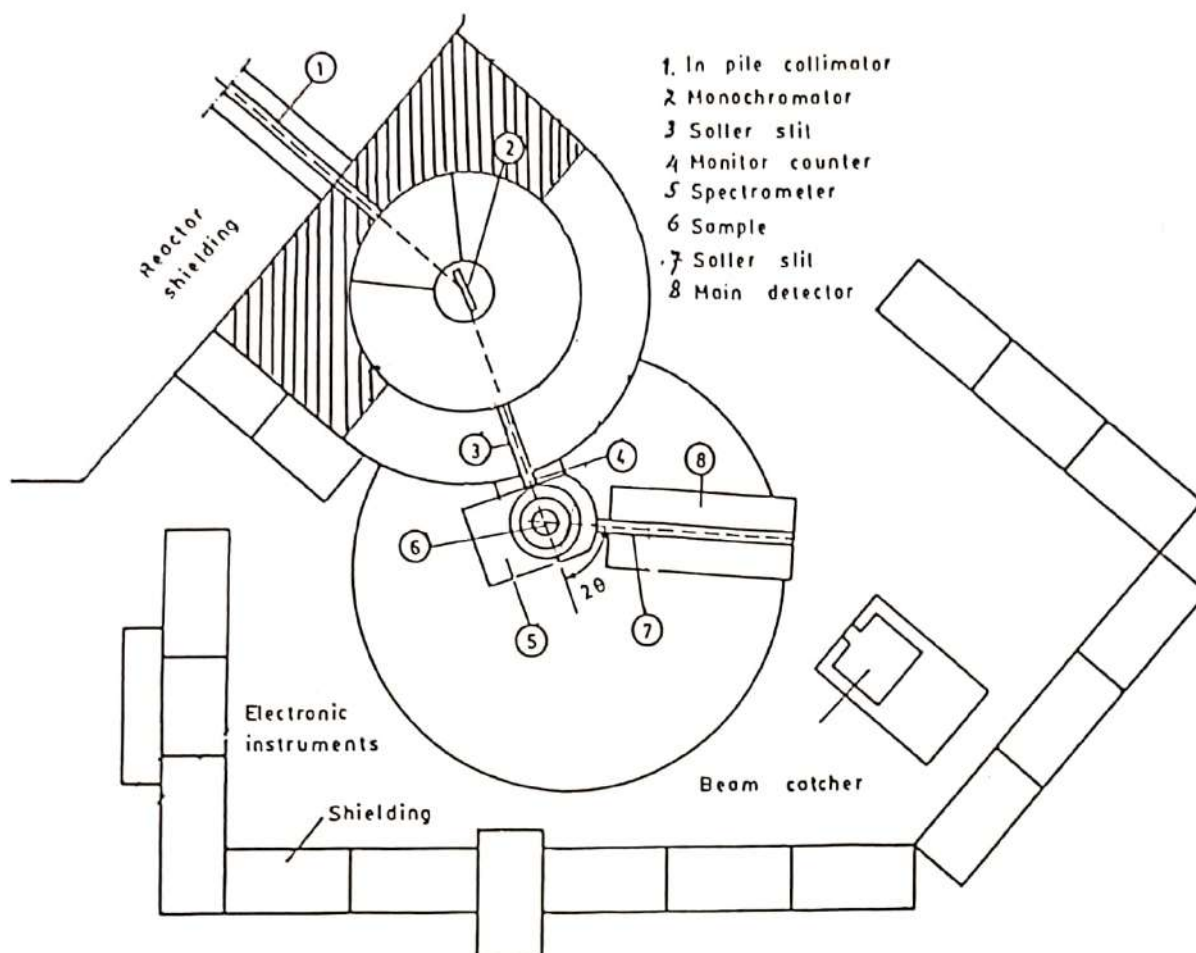 1. In pile collimator
2 Monochromator
3 Soller slit
4 Monitor counter
5 Spectrometer
6 Sample
.7 Soller slit
8 Main detector
1
2
Reactor
shielding
3
4
8
6
2θ
5
7
Electronic
instruments
Beam catcher
Shielding